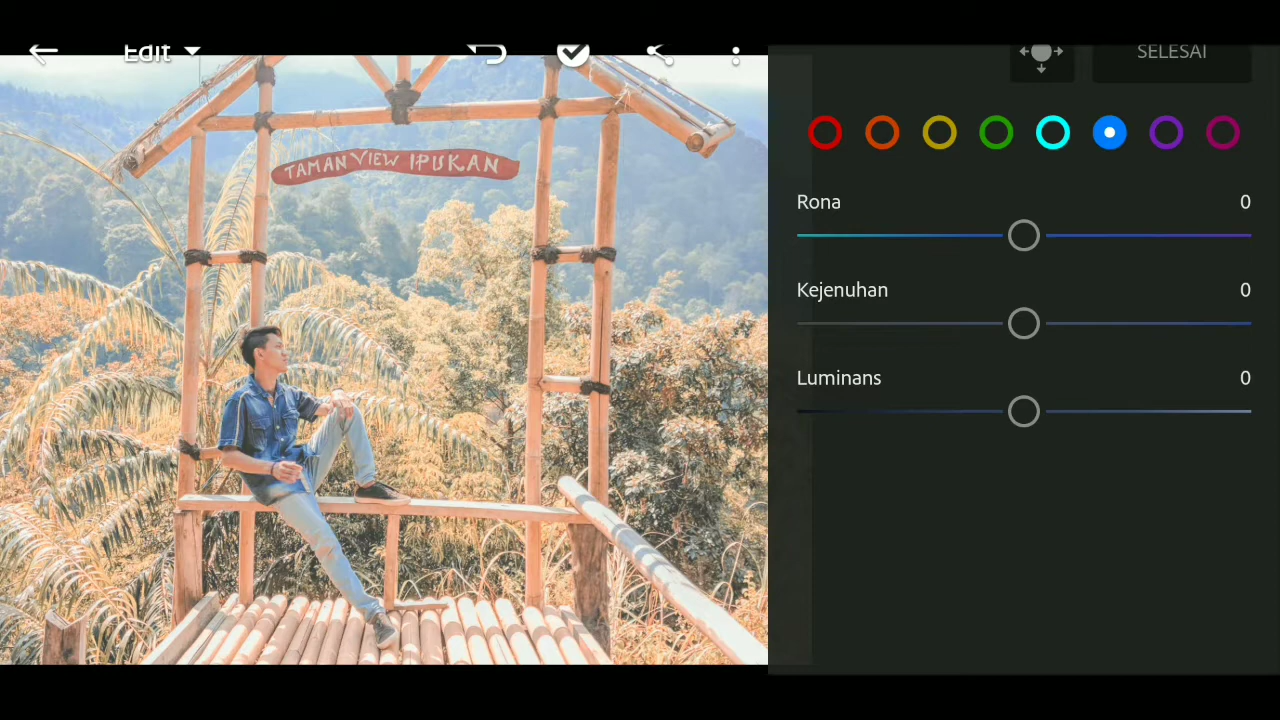 Edit
SELESAI
TAMAN VIEW IPUKAN
Rona 0
Kejenuhan 0
Luminans 0